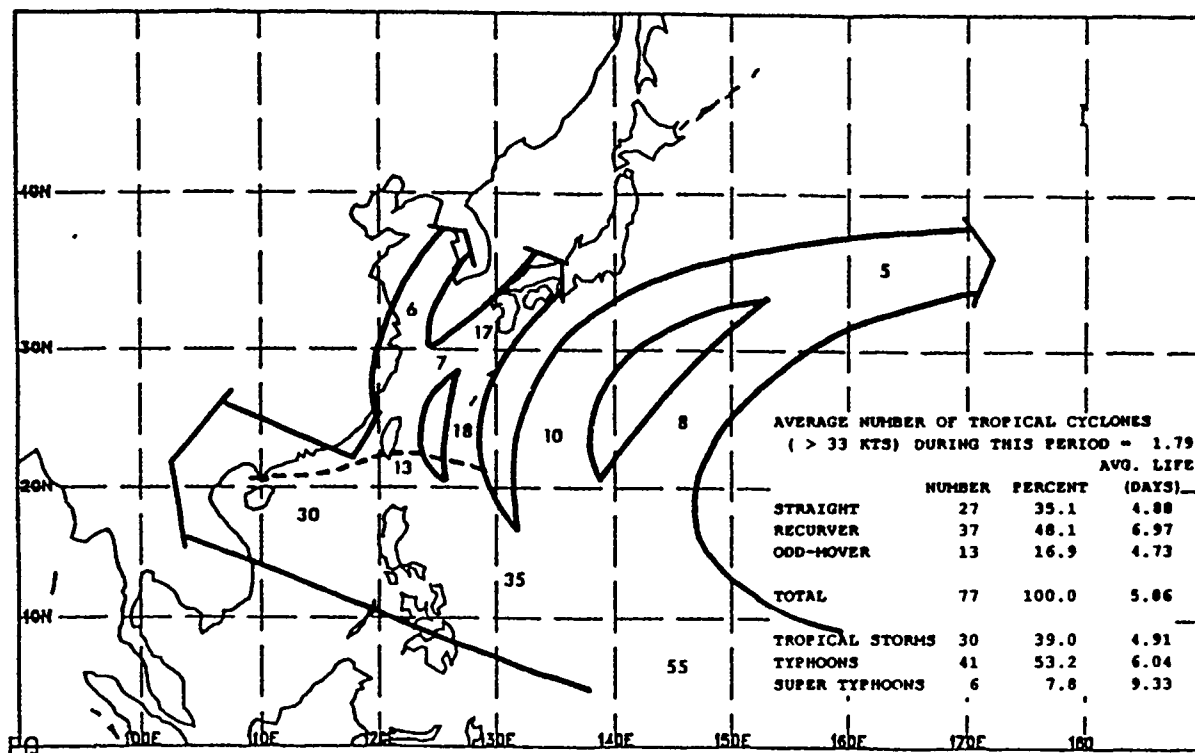 40N
5
6
17
30N
7
8
18
10
AVERAGE NUMBER OF TROPICAL CYCLONES
( > 33 KTS) DURING THIS PERIOD = 1.79
13
AVG. LIFE
20N
NUMBER PERCENT (DAYS)
30
STRAIGHT 27 35.1 4.88
RECURVER 37 48.1 6.97
ODD-MOVER 13 16.9 4.73
35
TOTAL 77 100.0 5.86
10N
TROPICAL STORMS 30 39.0 4.91
55
TYPHOONS 41 53.2 6.04
SUPER TYPHOONS 6 7.8 9.33
100E 110E 120E 130E 140E 150E 160E 170E 180